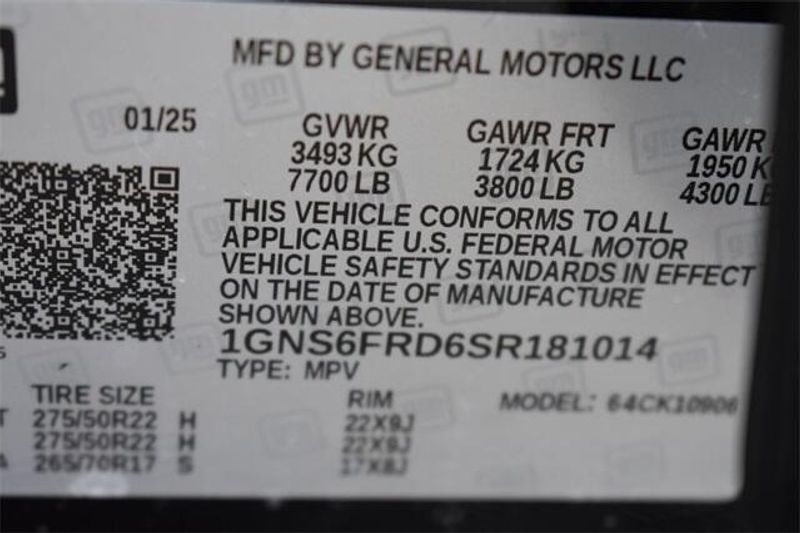 MFD BY GENERAL MOTORS LLC
01/25
GVWR GAWR FRT GAWR
3493 KG 1724 KG 1950 K
7700 LB 3800 LB 4300 LB
THIS VEHICLE CONFORMS TO ALL
APPLICABLE U.S. FEDERAL MOTOR
VEHICLE SAFETY STANDARDS IN EFFECT
ON THE DATE OF MANUFACTURE
SHOWN ABOVE.
1GNS6FRD6SR181014
TYPE: MPV
TIRE SIZE RIM MODEL: 64CK10906
275/50R22 H 22X9J
275/50R22 H 22X9J
265/70R17 S 17X8J